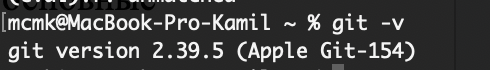 mcmk@MacBook-Pro-Kamil ~ % git -v
git version 2.39.5 (Apple Git-154)